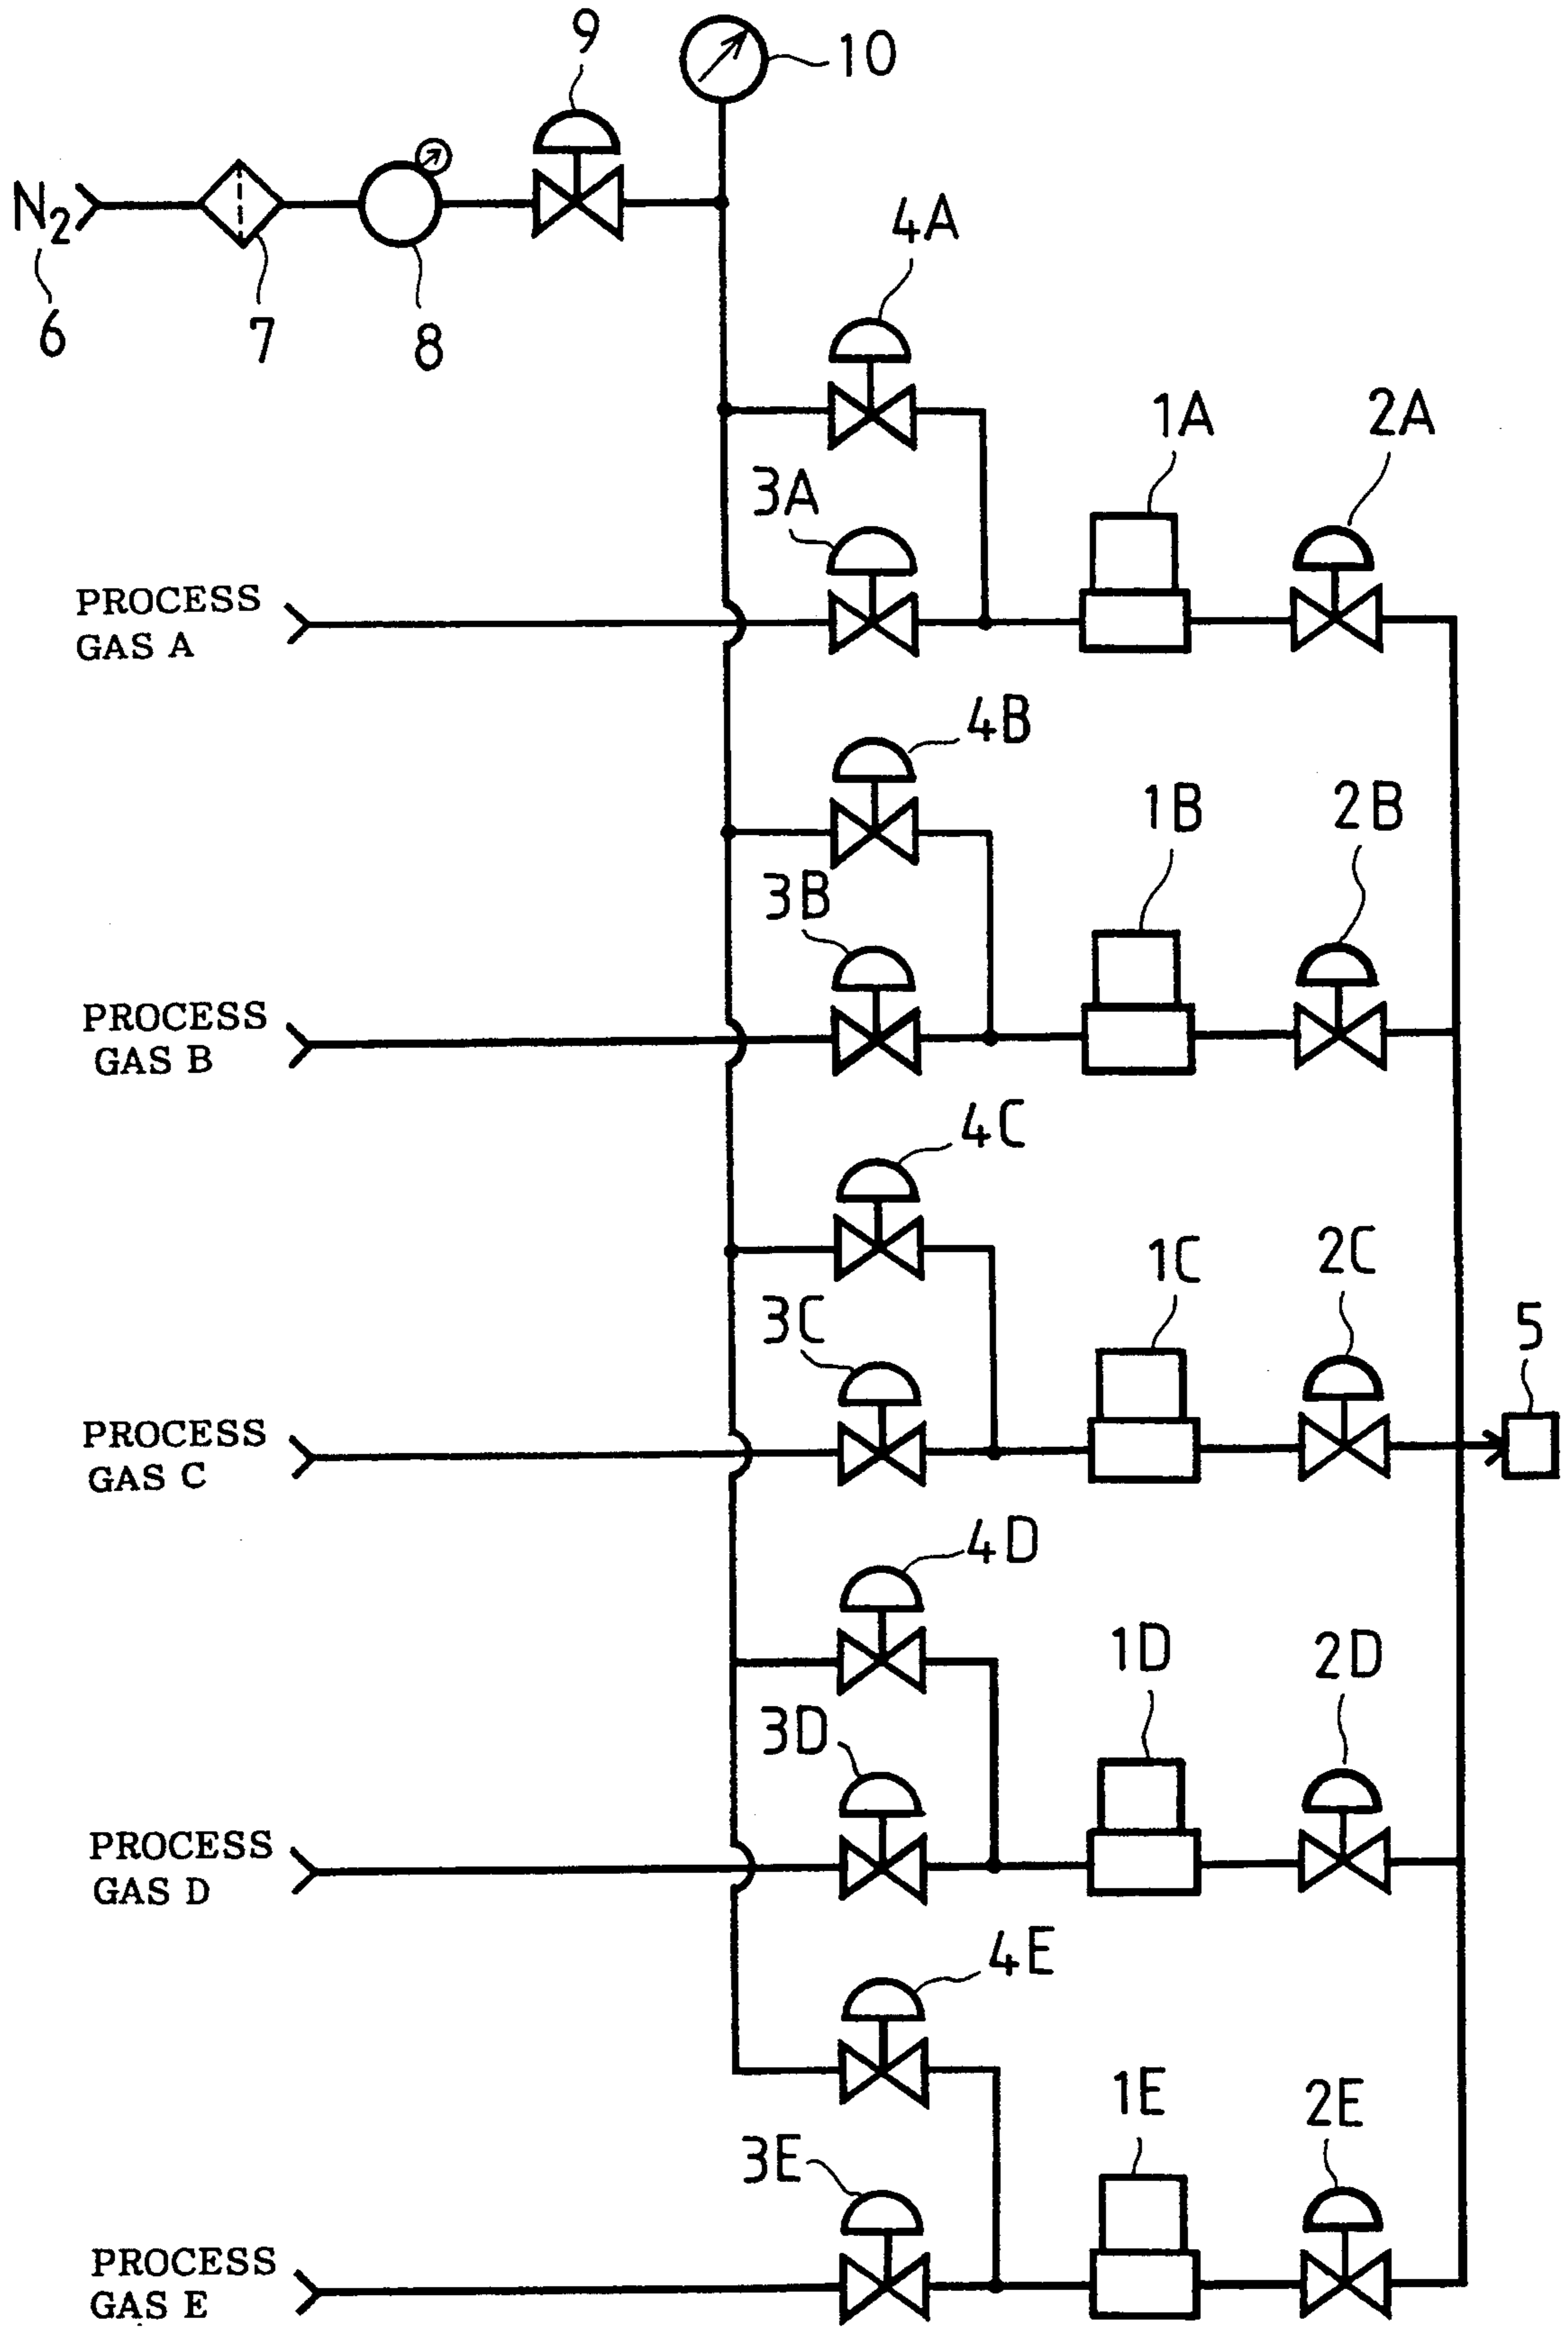 9
10
N2
4A
6
7
8
1A
2A
3A
PROCESS
GAS A
4B
1B
2B
3B
PROCESS
GAS B
4C
1C
2C
3C
5
PROCESS
GAS C
4D
1D
2D
3D
PROCESS
GAS D
4E
1E
2E
3E
PROCESS
GAS E